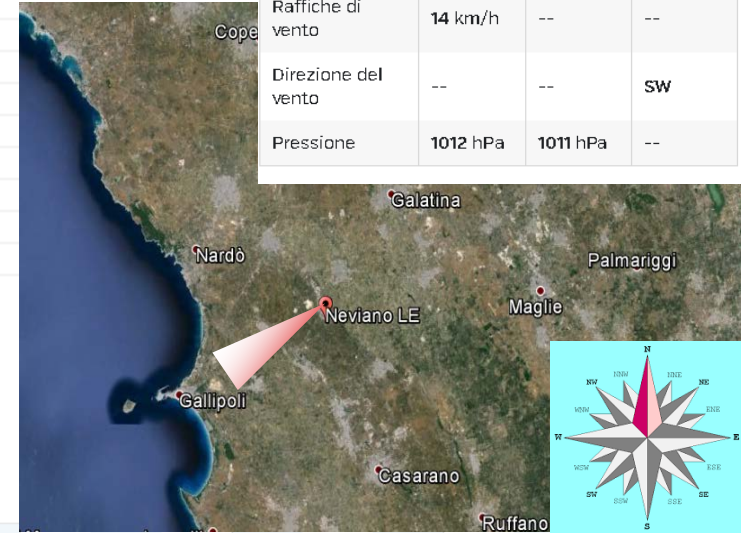 Raffiche di
vento
14 km/h
--
--
Direzione del
vento
--
--
SW
Pressione
1012 hPa
1011 hPa
--
Cope
Galatina
Nardò
Palmariggi
Neviano LE
Maglie
Gallipoli
Casarano
Ruffano
N
NNW
NNE
NW
NE
WNW
ENE
W
E
WSW
ESE
SW
SE
SSW
SSE
S